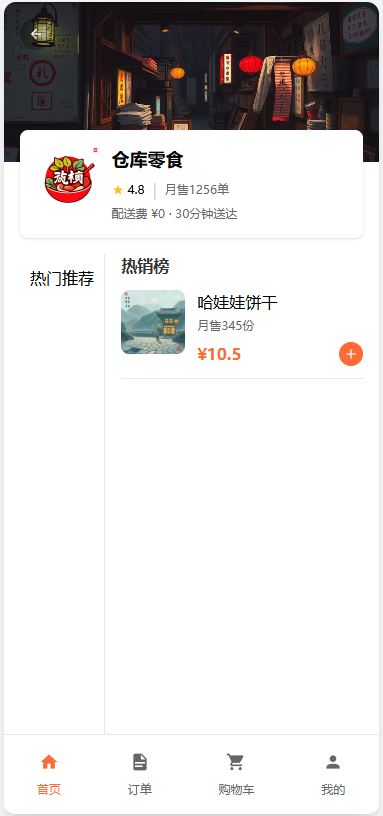 仓库零食
4.8
月售1256单
配送费 ¥0 · 30分钟送达
热门推荐
热销榜
哈娃娃饼干
月售345份
¥10.5
首页
订单
购物车
我的